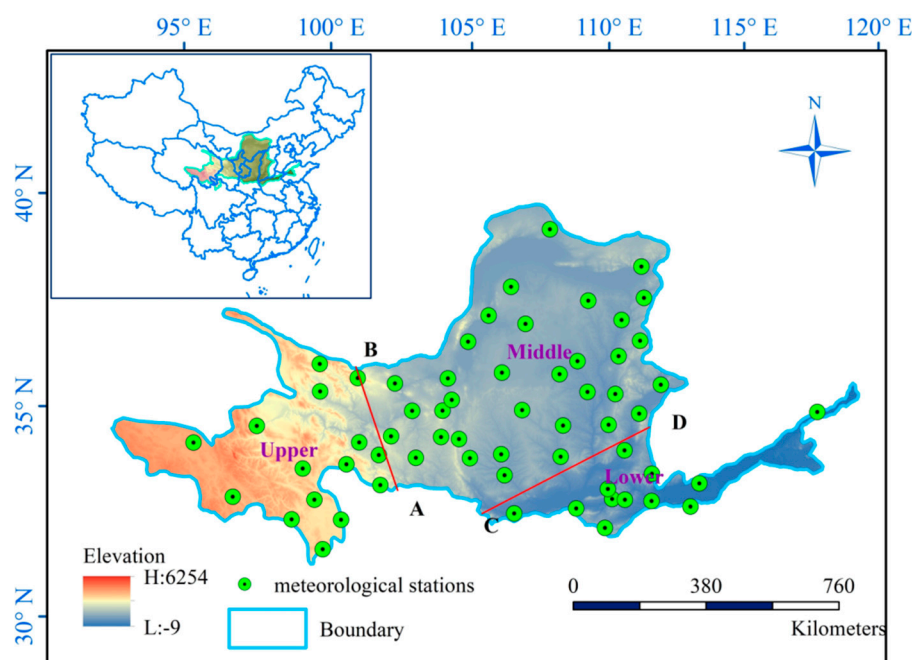 95° E 100° E 105° E 110° E 115° E 120° E
N
40° N
B
Middle
35° N
D
Upper
Lower
A
C
Elevation
H:6254
meteorological stations
0 380 760
L:-9
Boundary
Kilometers
30° N